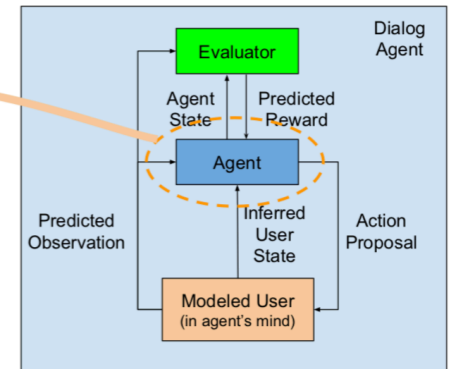 Dialog
Agent
Evaluator
Agent
State
Predicted
Reward
Agent
Predicted
Observation
Inferred
User
State
Action
Proposal
Modeled User
(in agent's mind)